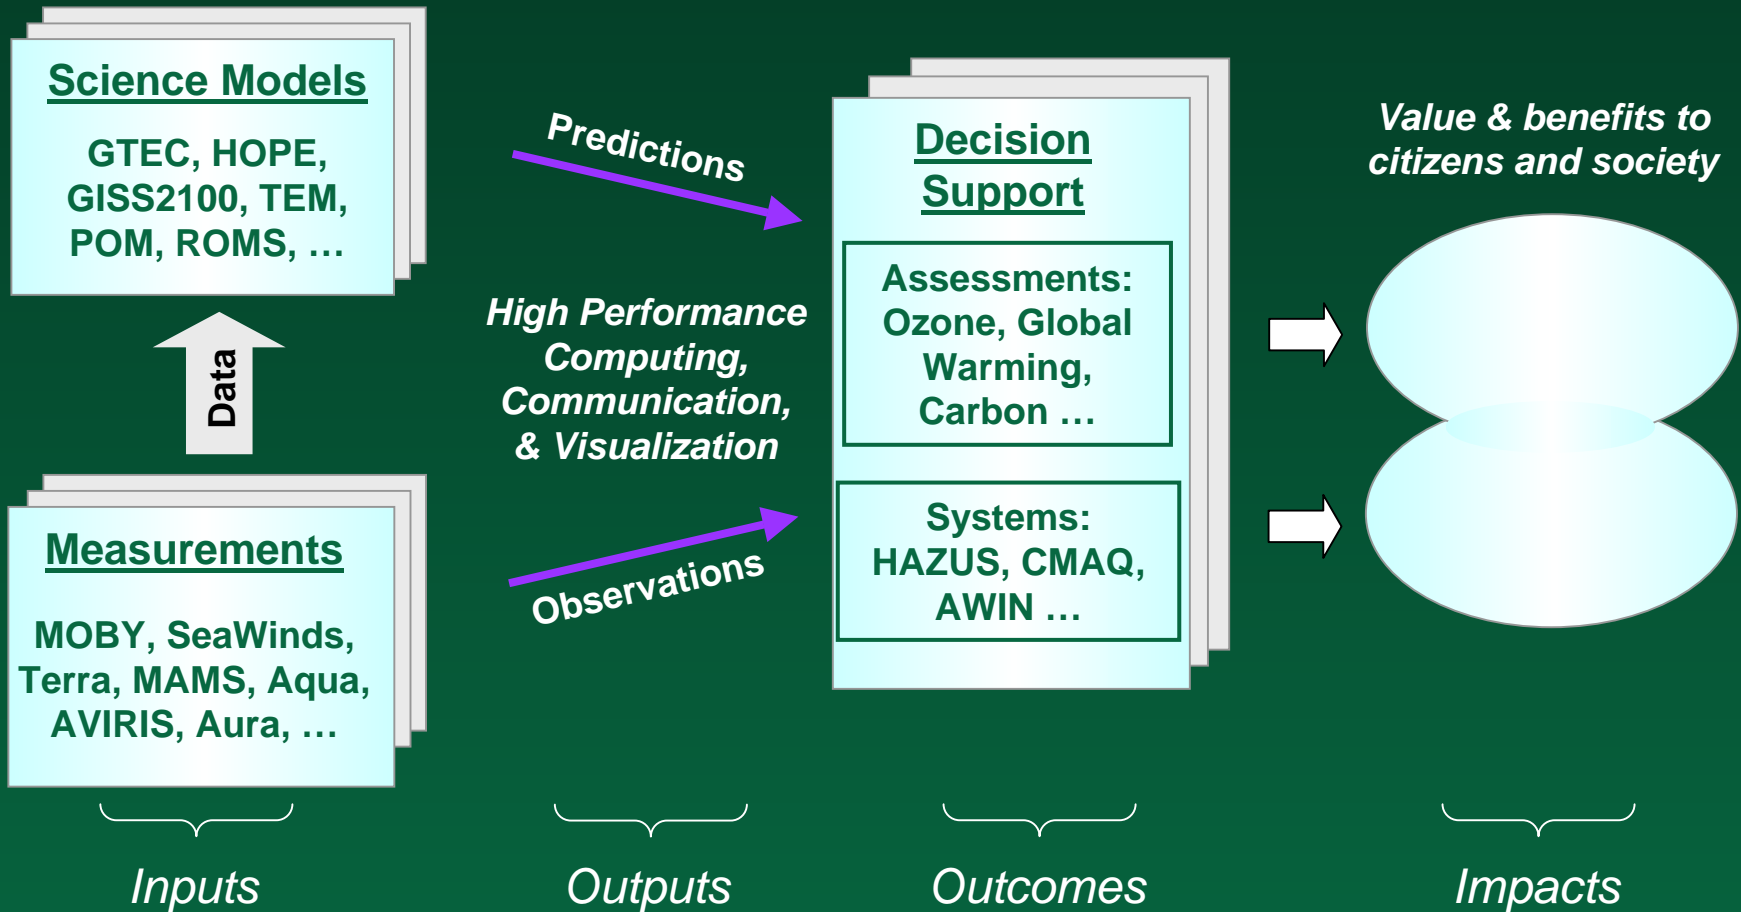 Science Models
GTEC, HOPE,
GISS2100, TEM,
POM, ROMS, …
Data
Measurements
MOBY, SeaWinds,
Terra, MAMS, Aqua,
AVIRIS, Aura, …
Predictions
High Performance
Computing,
Communication,
& Visualization
Observations
Decision
Support
Assessments:
Ozone, Global
Warming,
Carbon …
Systems:
HAZUS, CMAQ,
AWIN …
Value & benefits to
citizens and society
Inputs
Outputs
Outcomes
Impacts